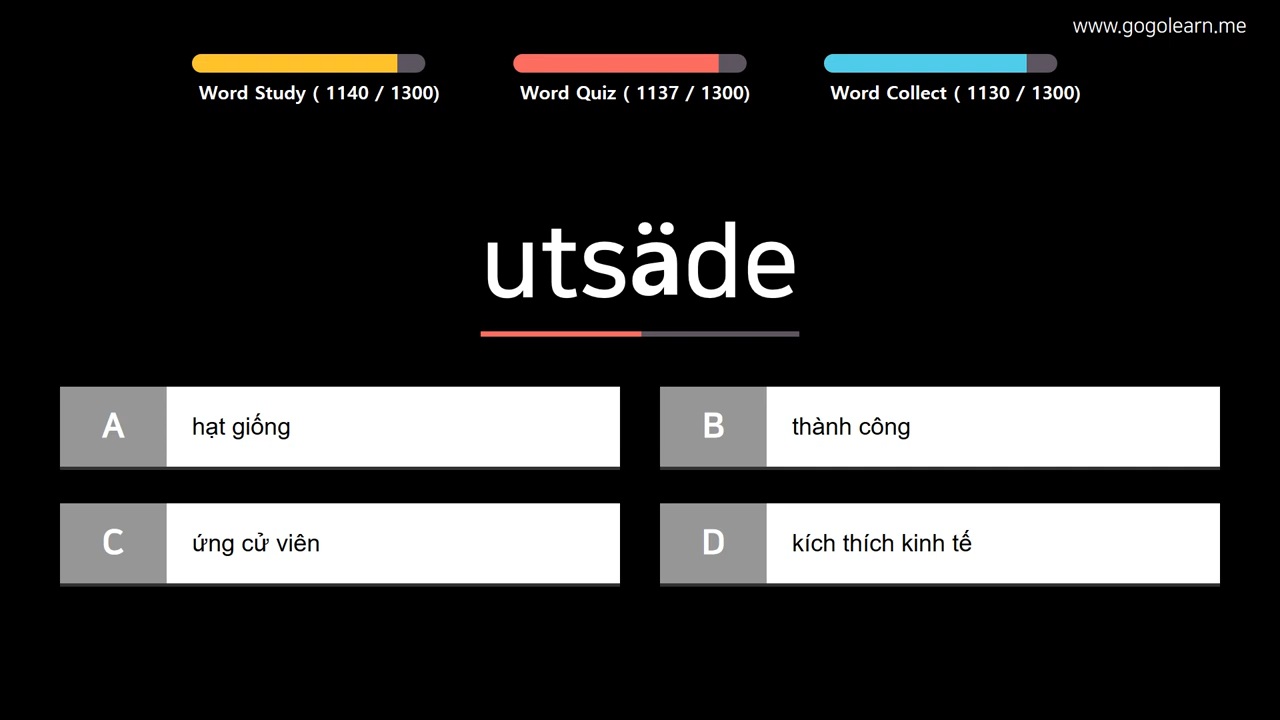 www.gogolearn.me
Word Study ( 1140 / 1300)
Word Quiz ( 1137 / 1300)
Word Collect ( 1130 / 1300)
utsäde
A
hạt giống
B
thành công
C
ứng cử viên
D
kích thích kinh tế